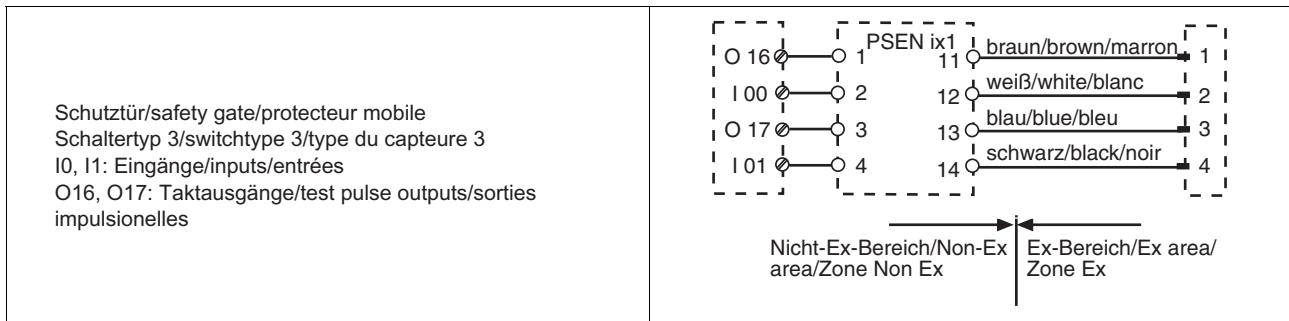 Schutztür/safety gate/protecteur mobile
Schaltertyp 3/switchtype 3/type du capteure 3
I0, I1: Eingänge/inputs/entrées
O16, O17: Taktausgänge/test pulse outputs/sorties
impulsionelles
PSEN ix1
O 16 1 11 braun/brown/marron 1
I 00 2 12 weiß/white/blanc 2
O 17 3 13 blau/blue/bleu 3
I 01 4 14 schwarz/black/noir 4
Nicht-Ex-Bereich/Non-Ex
area/Zone Non Ex
Ex-Bereich/Ex area/
Zone Ex